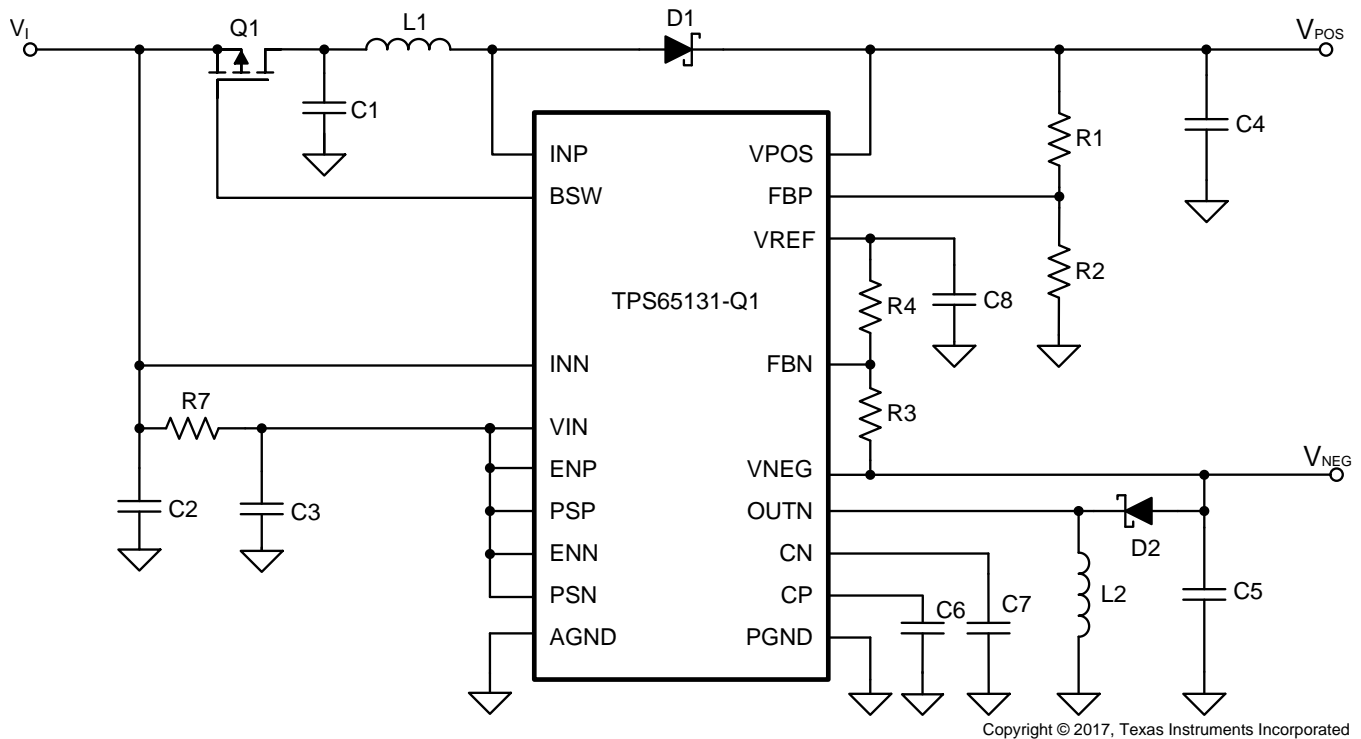 V_I
Q1
L1
D1
V_POS
C1
C4
R1
R2
INP
BSW
INN
VIN
ENP
PSP
ENN
PSN
AGND
TPS65131-Q1
VPOS
FBP
VREF
FBN
VNEG
OUTN
CN
CP
PGND
R4
C8
R3
R7
C2
C3
V_NEG
D2
L2
C5
C6
C7
Copyright © 2017, Texas Instruments Incorporated